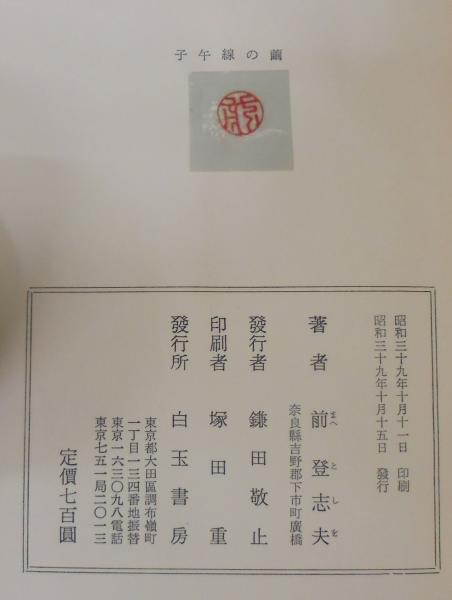 子午線の繭
昭和三十九年十月十一日 印刷
昭和三十九年十月十五日 發行
著者 前登志夫
まへ としを
奈良縣吉野郡下市町廣橋
發行者 鎌田敬止
印刷者 塚田重
發行所 白玉書房
東京都大田區調布嶺町
一丁目一三四番地振替
東京一六三〇九八電話
東京七五一局二〇一三
定價七百圓